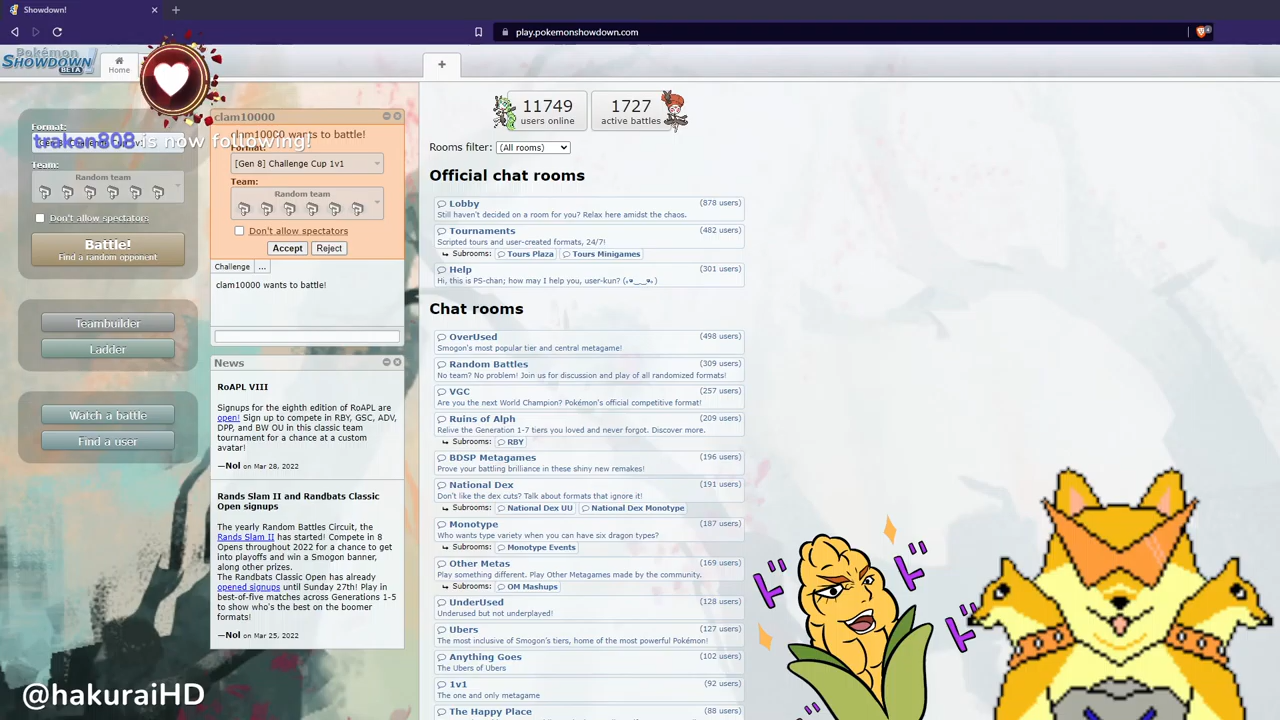 Showdown!
play.pokemonshowdown.com
Pokémon
SHOWDOWN!
BETA
Home
11749
users online
1727
active battles
Format:
[Gen 8] Challenge Cup 1v1
traken808 is now following!
Team:
Random team
Don't allow spectators
Battle!
Find a random opponent
Teambuilder
Ladder
Watch a battle
Find a user
clam10000
clam10000 wants to battle!
Format:
[Gen 8] Challenge Cup 1v1
Team:
Random team
Don't allow spectators
Accept
Reject
Challenge
...
clam10000 wants to battle!
News
RoAPL VIII
Signups for the eighth edition of RoAPL are
open! Sign up to compete in RBY, GSC, ADV,
DPP, and BW OU in this classic team
tournament for a chance at a custom
avatar!
—Nol on Mar 28, 2022
Rands Slam II and Randbats Classic
Open signups
The yearly Random Battles Circuit, the
Rands Slam II has started! Compete in 8
Opens throughout 2022 for a chance to get
into playoffs and win a Smogon banner,
along other prizes.
The Randbats Classic Open has already
opened signups until Sunday 27th! Play in
best-of-five matches across Generations 1-5
to show who's the best on the boomer
formats!
—Nol on Mar 25, 2022
Rooms filter: (All rooms)
Official chat rooms
Lobby (878 users)
Still haven't decided on a room for you? Relax here amidst the chaos.
Tournaments (482 users)
Scripted tours and user-created formats, 24/7!
Subrooms: Tours Plaza Tours Minigames
Help (301 users)
Hi, this is PS-chan; how may I help you, user-kun?
Chat rooms
OverUsed (498 users)
Smogon's most popular tier and central metagame!
Random Battles (309 users)
No team? No problem! Join us for discussion and play of all randomized formats!
VGC (257 users)
Are you the next World Champion? Pokémon's official competitive format!
Ruins of Alph (209 users)
Relive the Generation 1-7 tiers you loved and never forgot. Discover more.
Subrooms: RBY
BDSP Metagames (196 users)
Prove your battling brilliance in these shiny new remakes!
National Dex (191 users)
Don't like the dex cuts? Talk about formats that ignore it!
Subrooms: National Dex UU National Dex Monotype
Monotype (187 users)
Who wants type variety when you can have six dragon types?
Subrooms: Monotype Events
Other Metas (169 users)
Play something different. Play Other Metagames made by the community.
Subrooms: OM Mashups
UnderUsed (128 users)
Underused but not underplayed!
Ubers (127 users)
The most inclusive of Smogon's tiers, home of the most powerful Pokémon!
Anything Goes (102 users)
The Ubers of Ubers
1v1 (92 users)
The one and only metagame
The Happy Place (88 users)
ド
ド
ド
@hakuraiHD